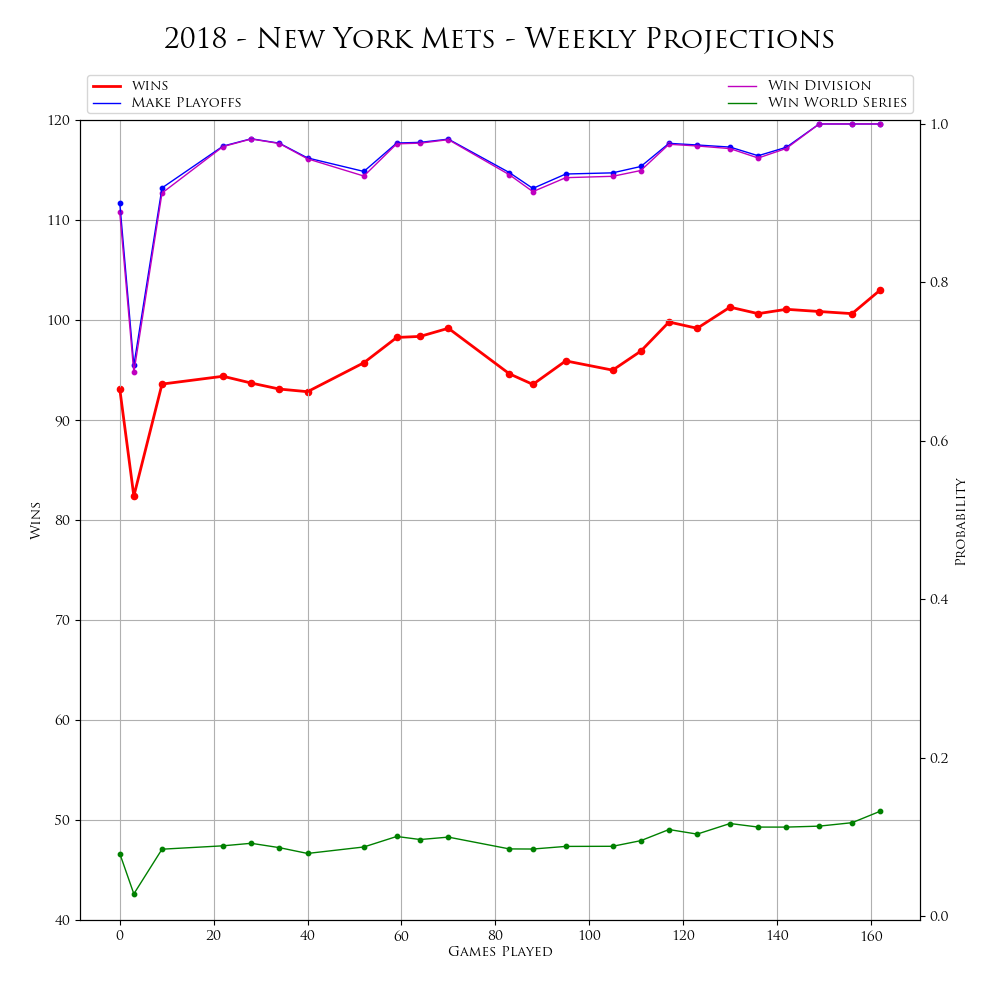 2018 - New York Mets - Weekly Projections
wins
Make Playoffs
Win Division
Win World Series
120
110
100
90
80
70
60
50
40
Wins
1.0
0.8
0.6
0.4
0.2
0.0
Probability
0 20 40 60 80 100 120 140 160
Games Played